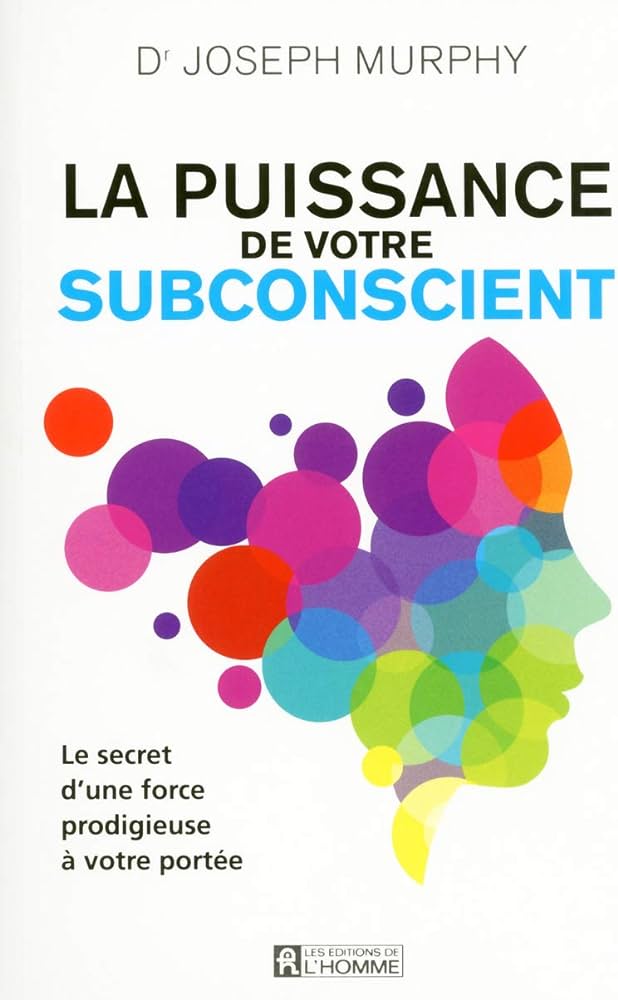 Dr JOSEPH MURPHY
LA PUISSANCE
DE VOTRE
SUBCONSCIENT
Le secret
d'une force
prodigieuse
à votre portée
LES EDITIONS DE
L'HOMME